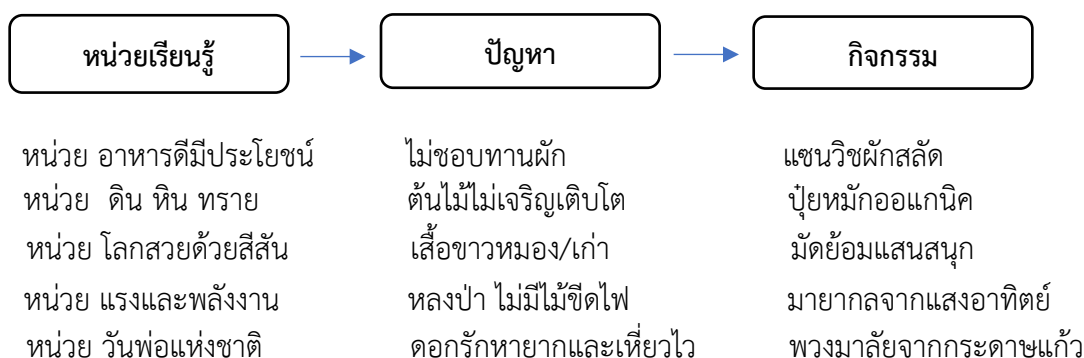 หน่วยเรียนรู้ ปัญหา กิจกรรม
หน่วย อาหารดีมีประโยชน์ ไม่ชอบทานผัก แซนวิชผักสลัด
หน่วย ดิน หิน ทราย ต้นไม้ไม่เจริญเติบโต ปุ๋ยหมักออแกนิค
หน่วย โลกสวยด้วยสีสัน เสื้อขาวหมอง/เก่า มัดย้อมแสนสนุก
หน่วย แรงและพลังงาน หลงป่า ไม่มีไม้ขีดไฟ มายากลจากแสงอาทิตย์
หน่วย วันพ่อแห่งชาติ ดอกรักหายากและเหี่ยวไว พวงมาลัยจากกระดาษแก้ว